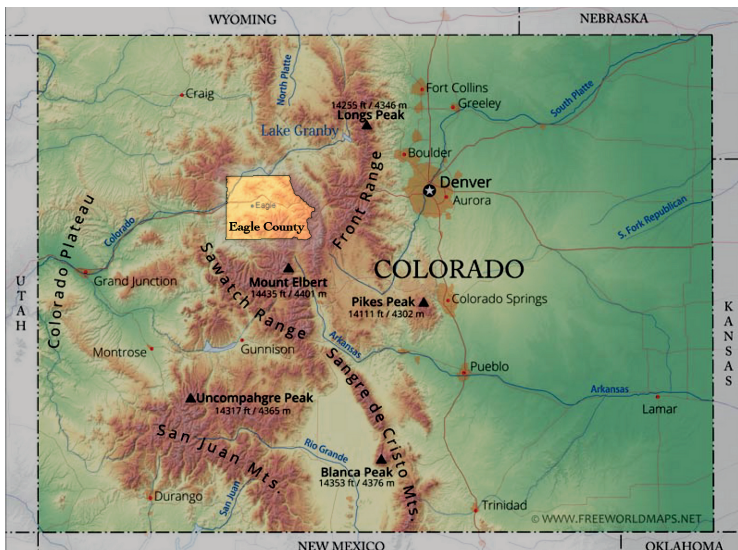 WYOMING
NEBRASKA
North Platte
Craig
Fort Collins
Greeley
South Platte
14255 ft / 4346 m
Longs Peak
Lake Granby
Boulder
Denver
Aurora
Eagle
Eagle County
Front Range
S. Fork Republican
Colorado Plateau
Colorado
Grand Junction
Sawatch Range
Mount Elbert
14435 ft / 4401 m
COLORADO
Pikes Peak
14111 ft / 4302 m
Colorado Springs
UTAH
KANSAS
Montrose
Gunnison
Arkansas
Pueblo
Arkansas
Lamar
Sangre de Cristo Mts.
Uncompahgre Peak
14317 ft / 4365 m
San Juan Mts.
Rio Grande
Blanca Peak
14353 ft / 4376 m
Durango
San Juan
Trinidad
© WWW.FREEWORLDMAPS.NET
NEW MEXICO
OKLAHOMA